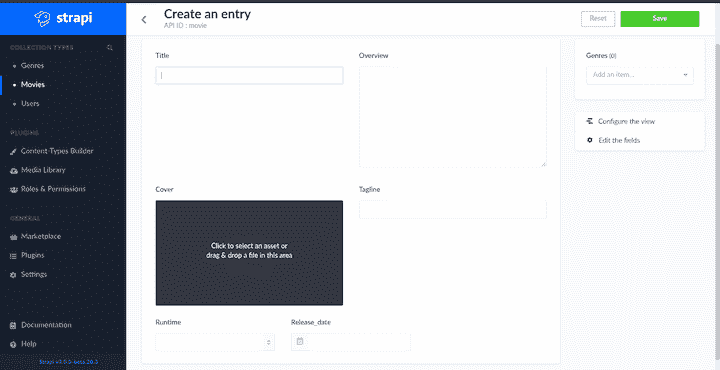 strapi
COLLECTION TYPES
Genres
Movies
Users
PLUGINS
Content-Types Builder
Media Library
Roles & Permissions
GENERAL
Marketplace
Plugins
Settings
Documentation
Help
Strapi v3.0.0-beta.20.3
Create an entry
API ID : movie
Reset
Save
Title
Overview
Cover
Click to select an asset or
drag & drop a file in this area
Tagline
Runtime
Release_date
Genres (0)
Add an item...
Configure the view
Edit the fields